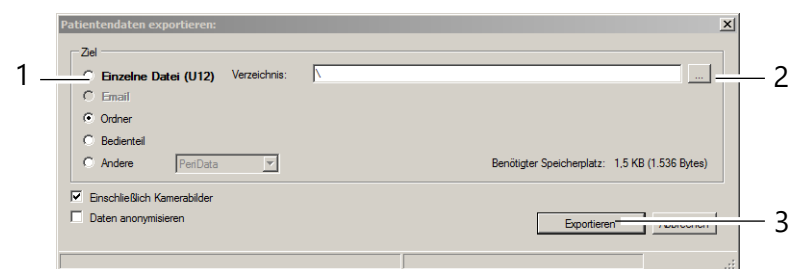 Patientendaten exportieren:
Ziel
1
Einzelne Datei (U12) Verzeichnis: \ ...
2
Email
Ordner
Bedienteil
Andere PeriData Benötigter Speicherplatz: 1,5 KB (1.536 Bytes)
Einschließlich Kamerabilder
Daten anonymisieren
Exportieren Abbrechen
3